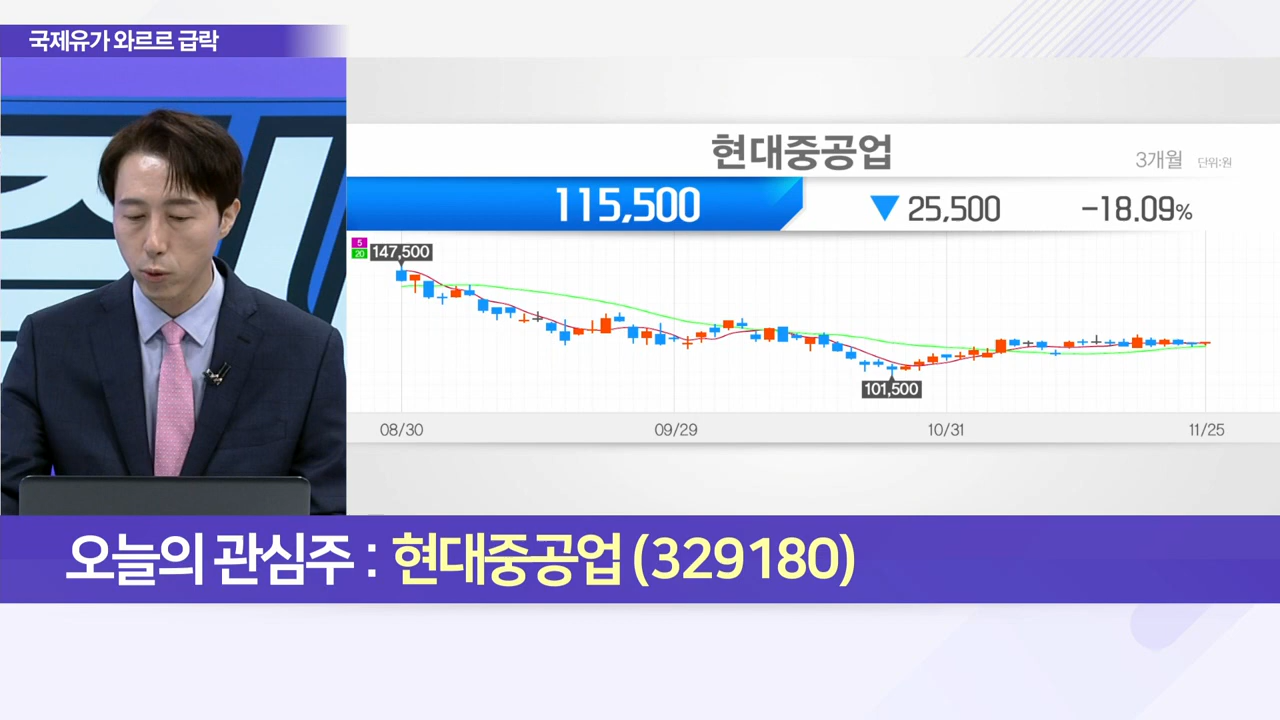 국제유가 와르르 급락
현대중공업
3개월 단위:원
115,500 ▼ 25,500 -18.09%
5
20
147,500
101,500
08/30 09/29 10/31 11/25
오늘의 관심주 : 현대중공업 (329180)